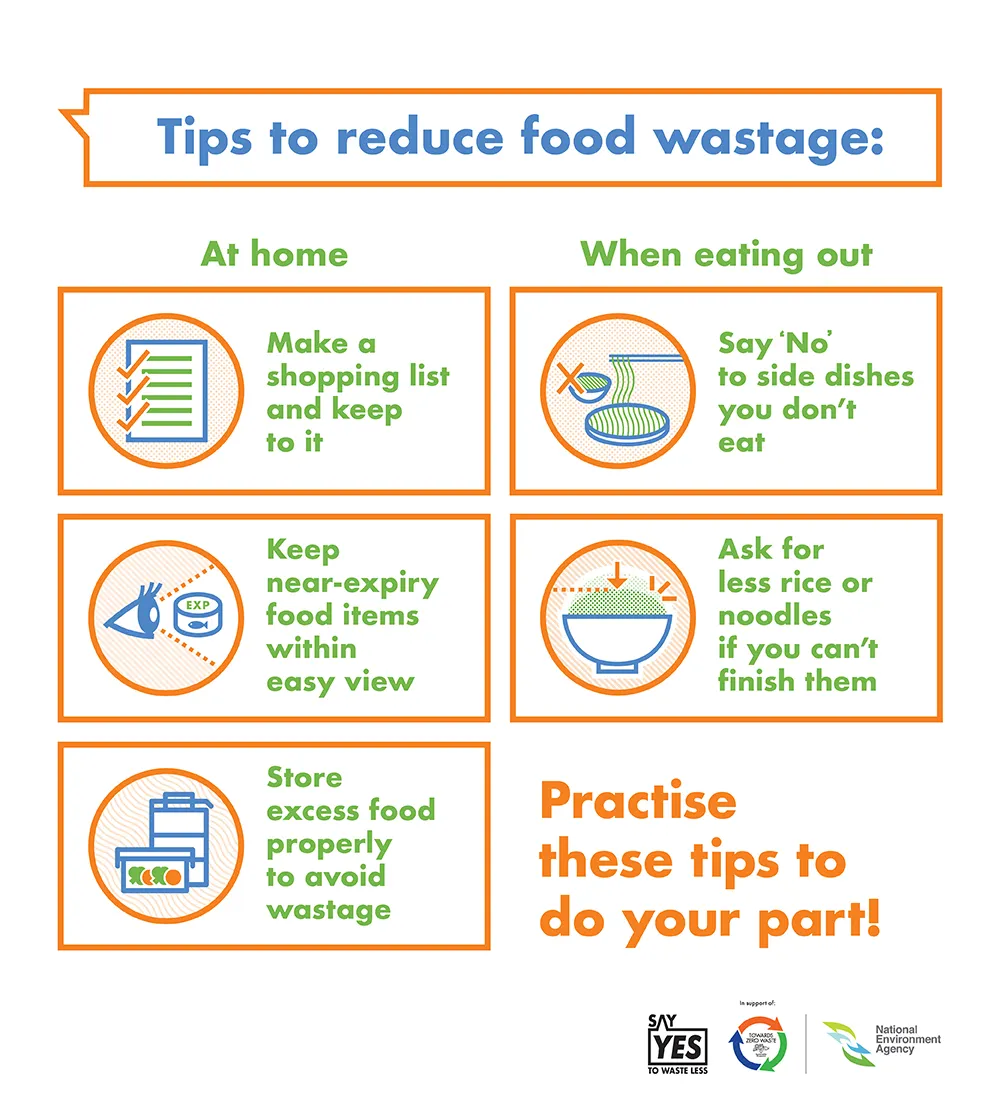 Tips to reduce food wastage:
At home
Make a
shopping list
and keep
to it
Keep
near-expiry
food items
within
easy view
EXP
Store
excess food
properly
to avoid
wastage
When eating out
Say ‘No’
to side dishes
you don’t
eat
Ask for
less rice or
noodles
if you can’t
finish them
Practise
these tips to
do your part!
SAY
YES
TO WASTE LESS
In support of:
TOWARDS
ZERO WASTE
National
Environment
Agency